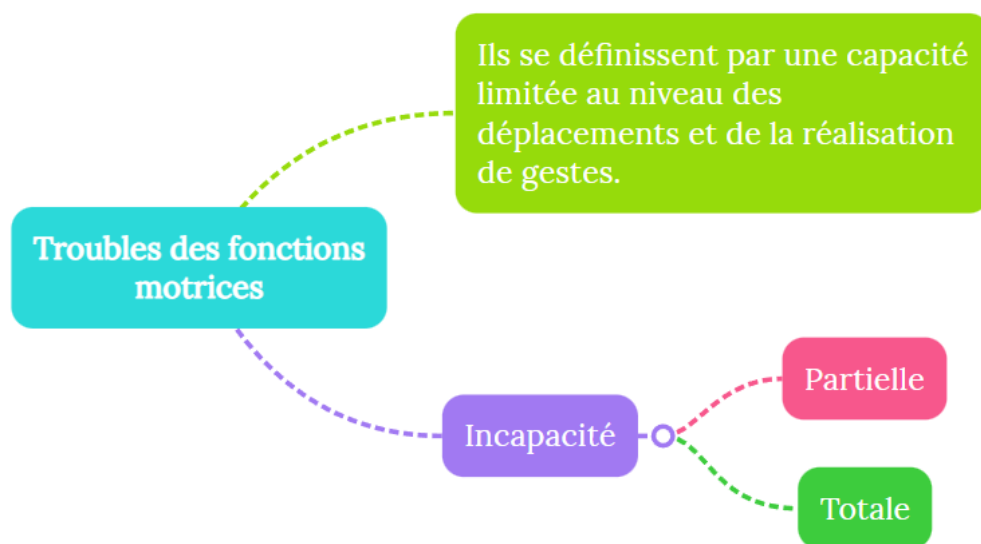 Ils se définissent par une capacité
limitée au niveau des
déplacements et de la réalisation
de gestes.
Troubles des fonctions
motrices
Incapacité
Partielle
Totale